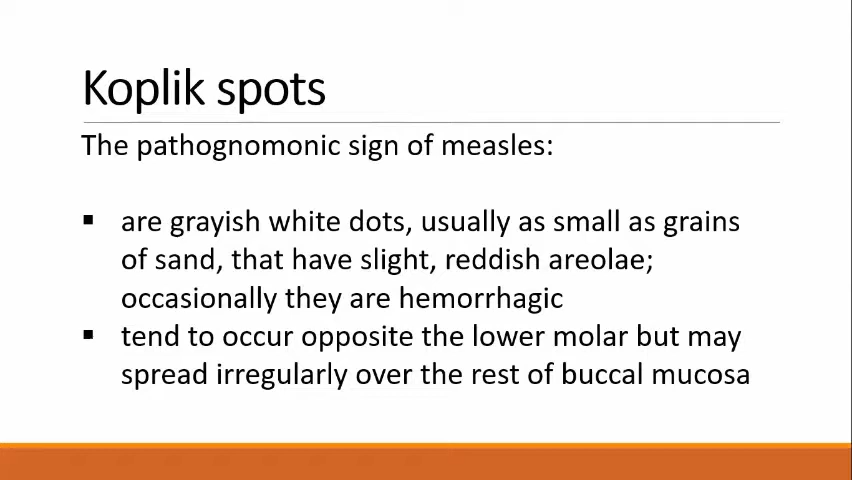 Koplik spots
The pathognomonic sign of measles:
▪ are grayish white dots, usually as small as grains
of sand, that have slight, reddish areolae;
occasionally they are hemorrhagic
▪ tend to occur opposite the lower molar but may
spread irregularly over the rest of buccal mucosa